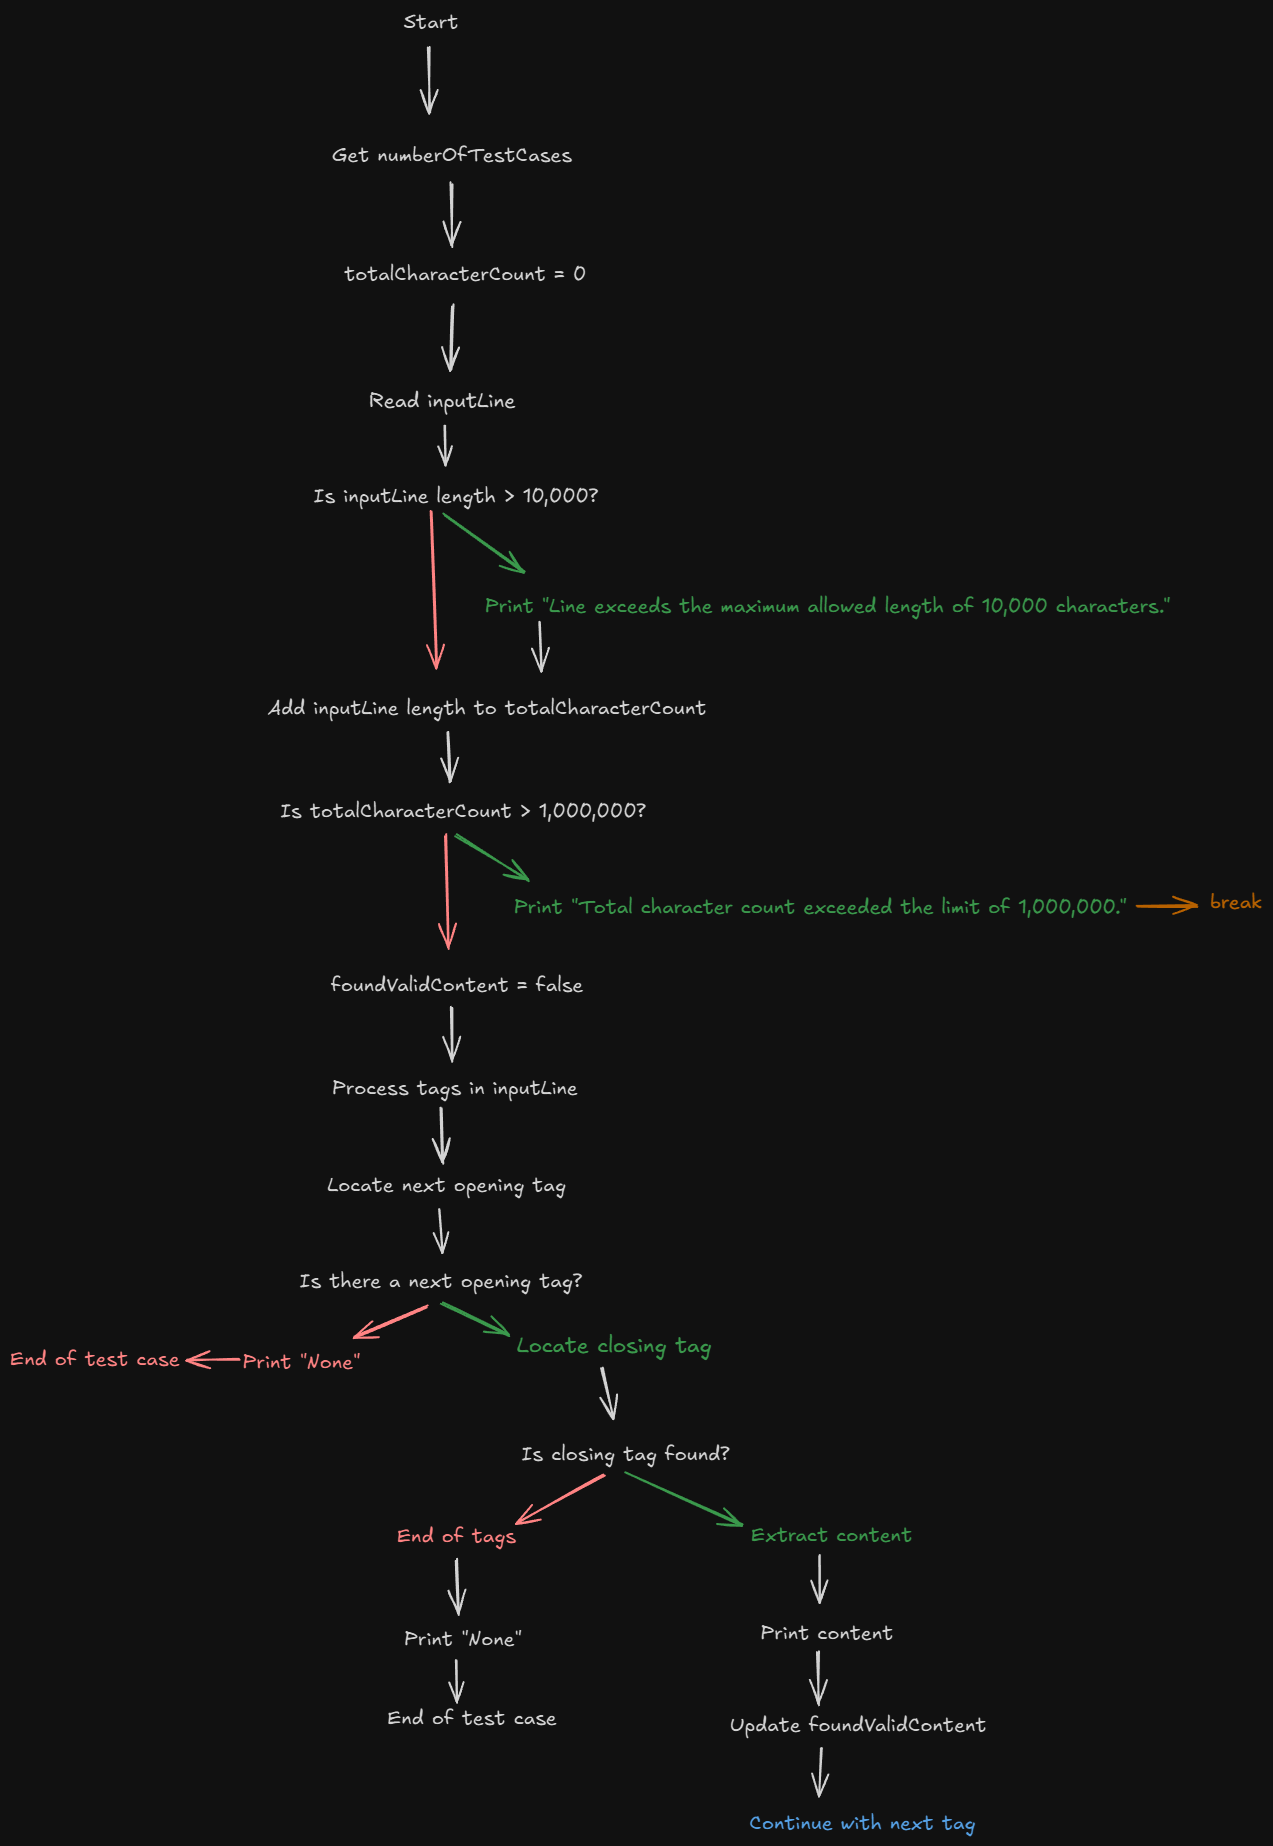 Start
Get numberOfTestCases
totalCharacterCount = 0
Read inputLine
Is inputLine length > 10,000?
Print "Line exceeds the maximum allowed length of 10,000 characters."
Add inputLine length to totalCharacterCount
Is totalCharacterCount > 1,000,000?
Print "Total character count exceeded the limit of 1,000,000."
break
foundValidContent = false
Process tags in inputLine
Locate next opening tag
Is there a next opening tag?
Locate closing tag
End of test case
Print "None"
Is closing tag found?
End of tags
Extract content
Print "None"
Print content
End of test case
Update foundValidContent
Continue with next tag